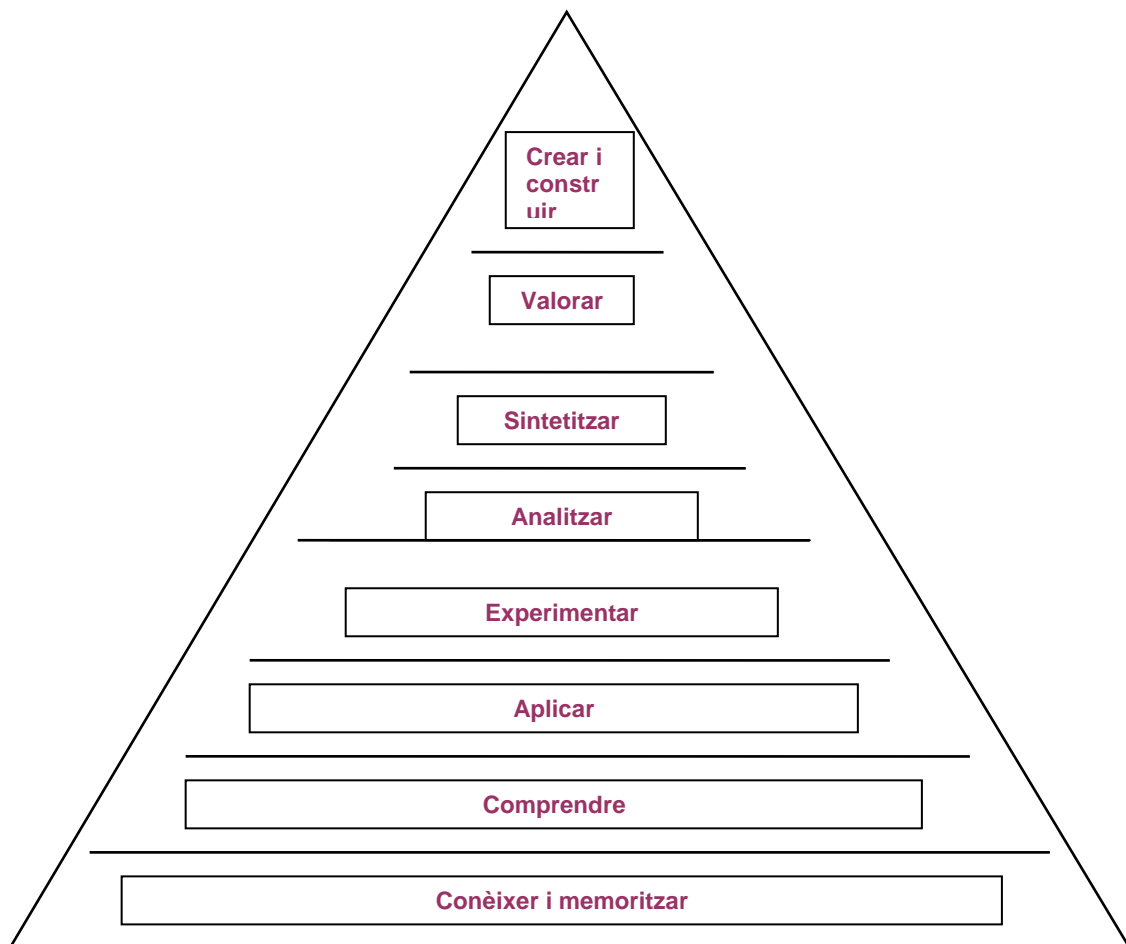 Crear i
constr
uir
Valorar
Sintetitzar
Analitzar
Experimentar
Aplicar
Comprendre
Conèixer i memoritzar